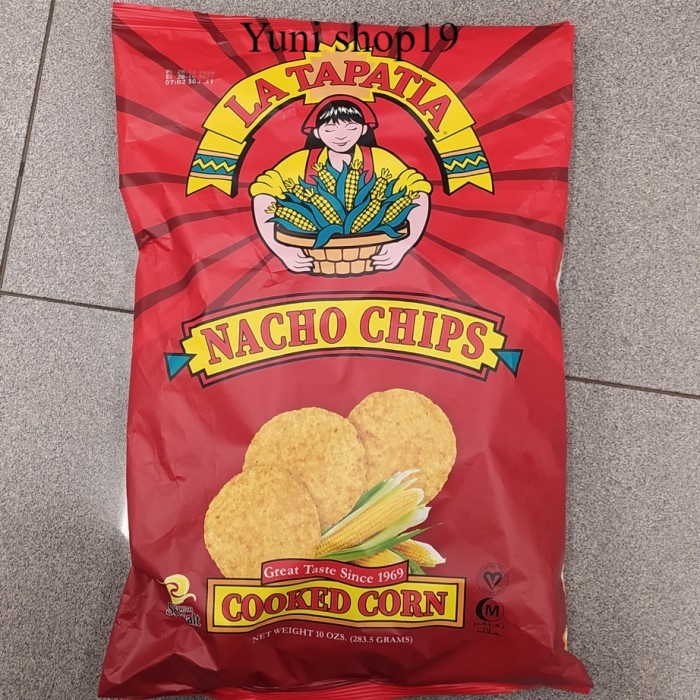 Yuni shop19
LA TAPATIA
NACHO CHIPS
Great Taste Since 1969
COOKED CORN
NET WEIGHT 10 OZS. (283.5 GRAMS)
M
HALAL